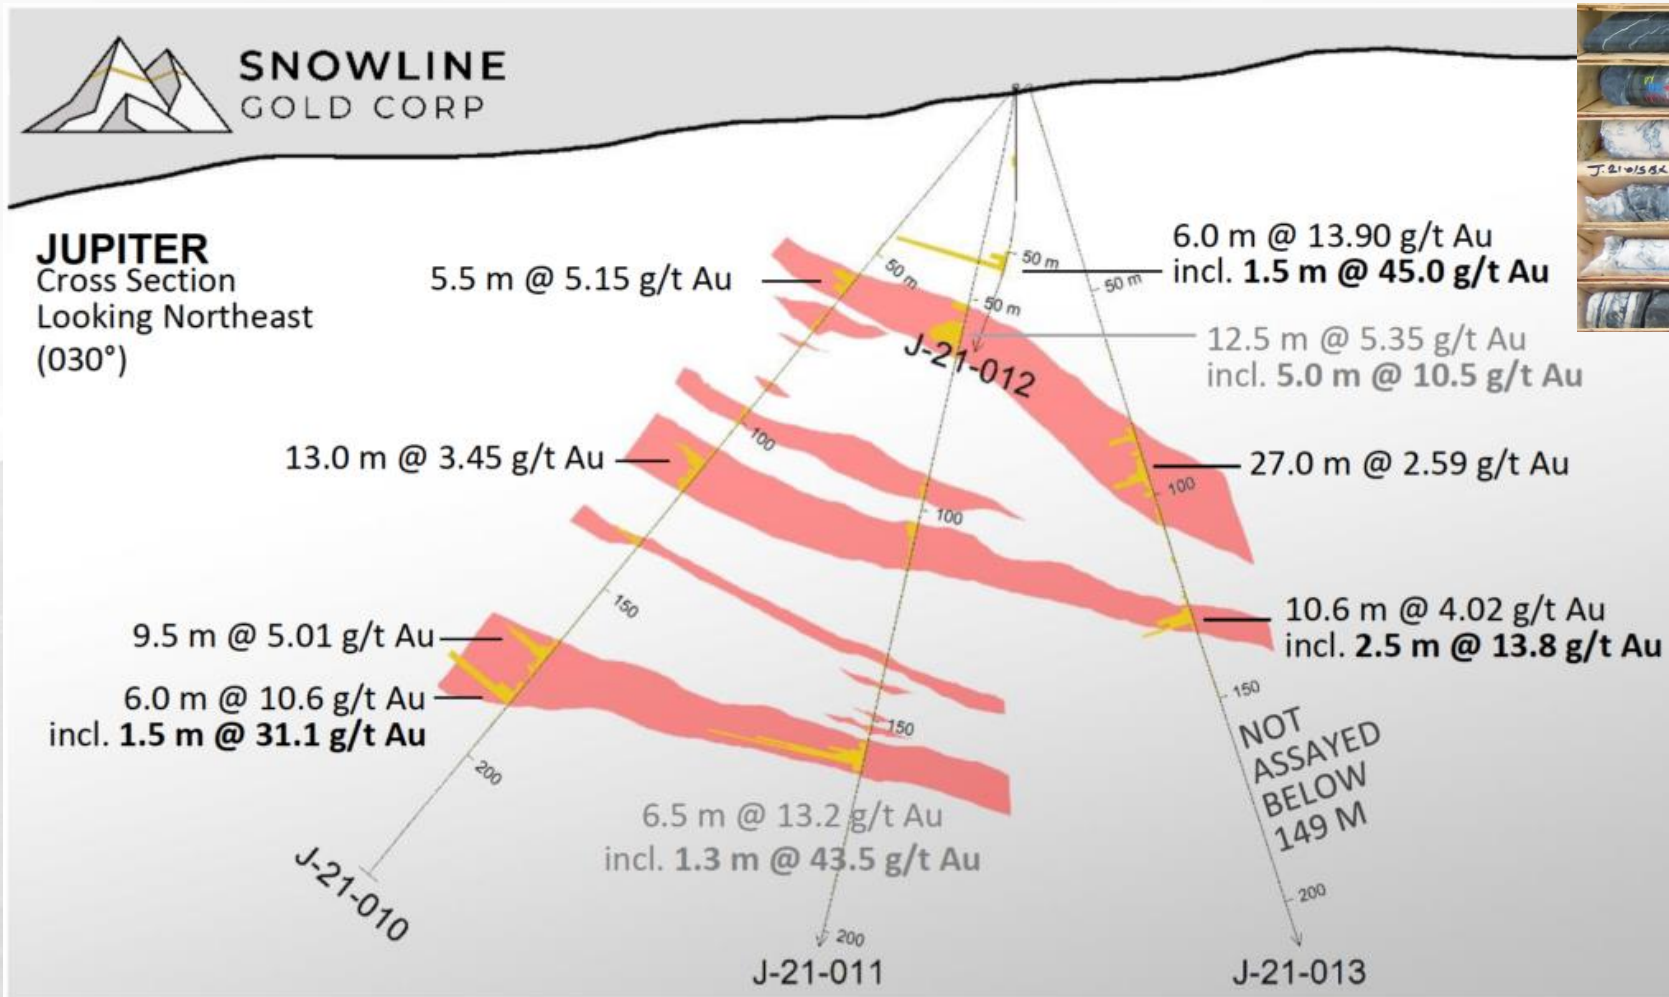 SNOWLINE
GOLD CORP
JUPITER
Cross Section
Looking Northeast
(030°)
5.5 m @ 5.15 g/t Au
13.0 m @ 3.45 g/t Au
9.5 m @ 5.01 g/t Au
6.0 m @ 10.6 g/t Au
incl. 1.5 m @ 31.1 g/t Au
50 m
100
150
200
J-21-010
50 m
J-21-012
50 m
100
150
200
J-21-011
6.5 m @ 13.2 g/t Au
incl. 1.3 m @ 43.5 g/t Au
50 m
100
150
200
J-21-013
6.0 m @ 13.90 g/t Au
incl. 1.5 m @ 45.0 g/t Au
12.5 m @ 5.35 g/t Au
incl. 5.0 m @ 10.5 g/t Au
27.0 m @ 2.59 g/t Au
10.6 m @ 4.02 g/t Au
incl. 2.5 m @ 13.8 g/t Au
NOT
ASSAYED
BELOW
149 M